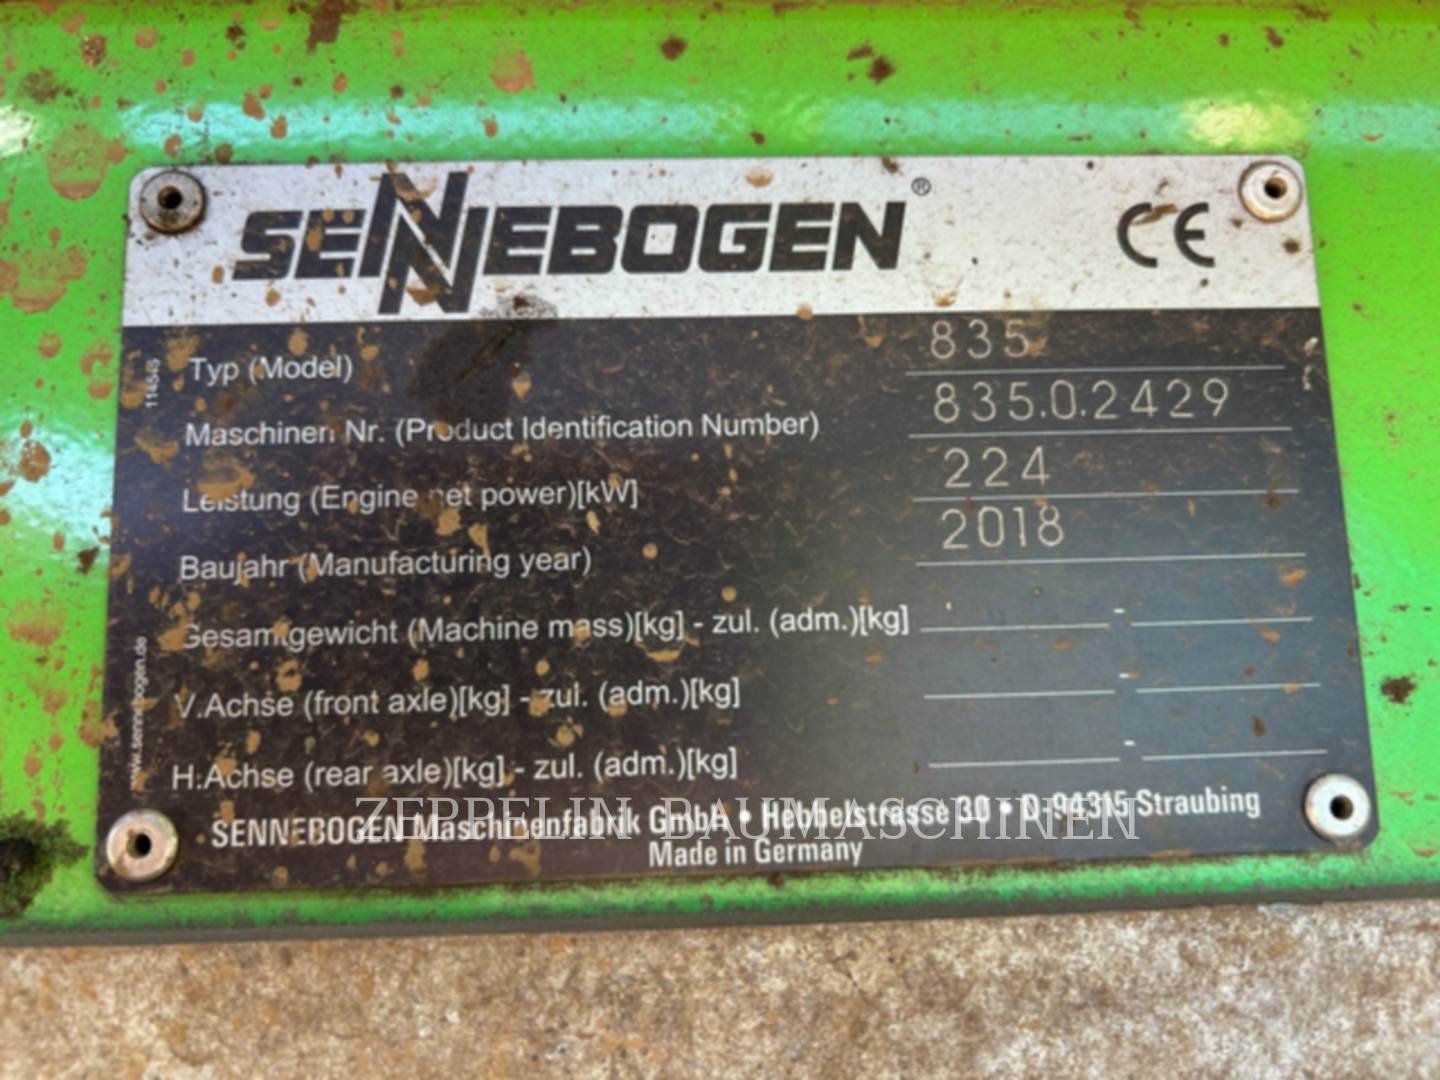 SENNEBOGEN®
CE
114545
Typ (Model) 835
Maschinen Nr. (Product Identification Number) 835.0.2429
Leistung (Engine net power)[kW] 224
Baujahr (Manufacturing year) 2018
Gesamtgewicht (Machine mass)[kg] - zul. (adm.)[kg] -
V.Achse (front axle)[kg] - zul. (adm.)[kg] -
H.Achse (rear axle)[kg] - zul. (adm.)[kg] -
www.sennebogen.de
SENNEBOGEN Maschinenfabrik GmbH • Hebbelstrasse 30 • D-94315 Straubing
Made in Germany
ZEPPELIN BAUMASCHINEN